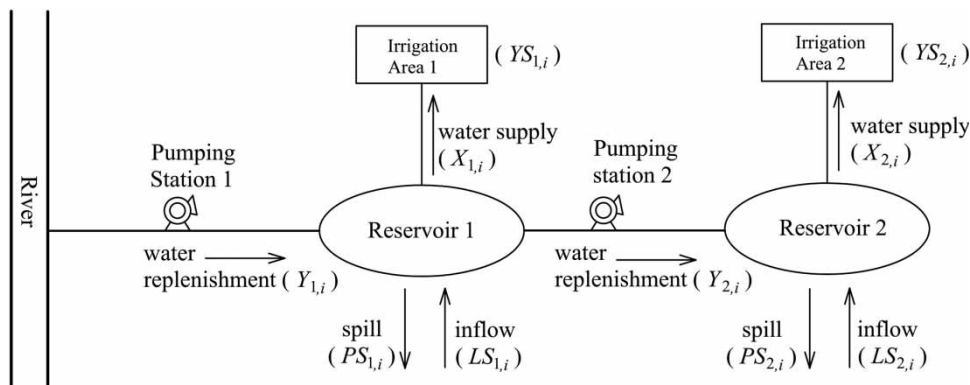 River
Pumping
Station 1
water
replenishment ( Y1,i )
Irrigation
Area 1
( YS1,i )
water supply
( X1,i )
Reservoir 1
spill
( PS1,i )
inflow
( LS1,i )
Pumping
station 2
water
replenishment ( Y2,i )
Irrigation
Area 2
( YS2,i )
water supply
( X2,i )
Reservoir 2
spill
( PS2,i )
inflow
( LS2,i )